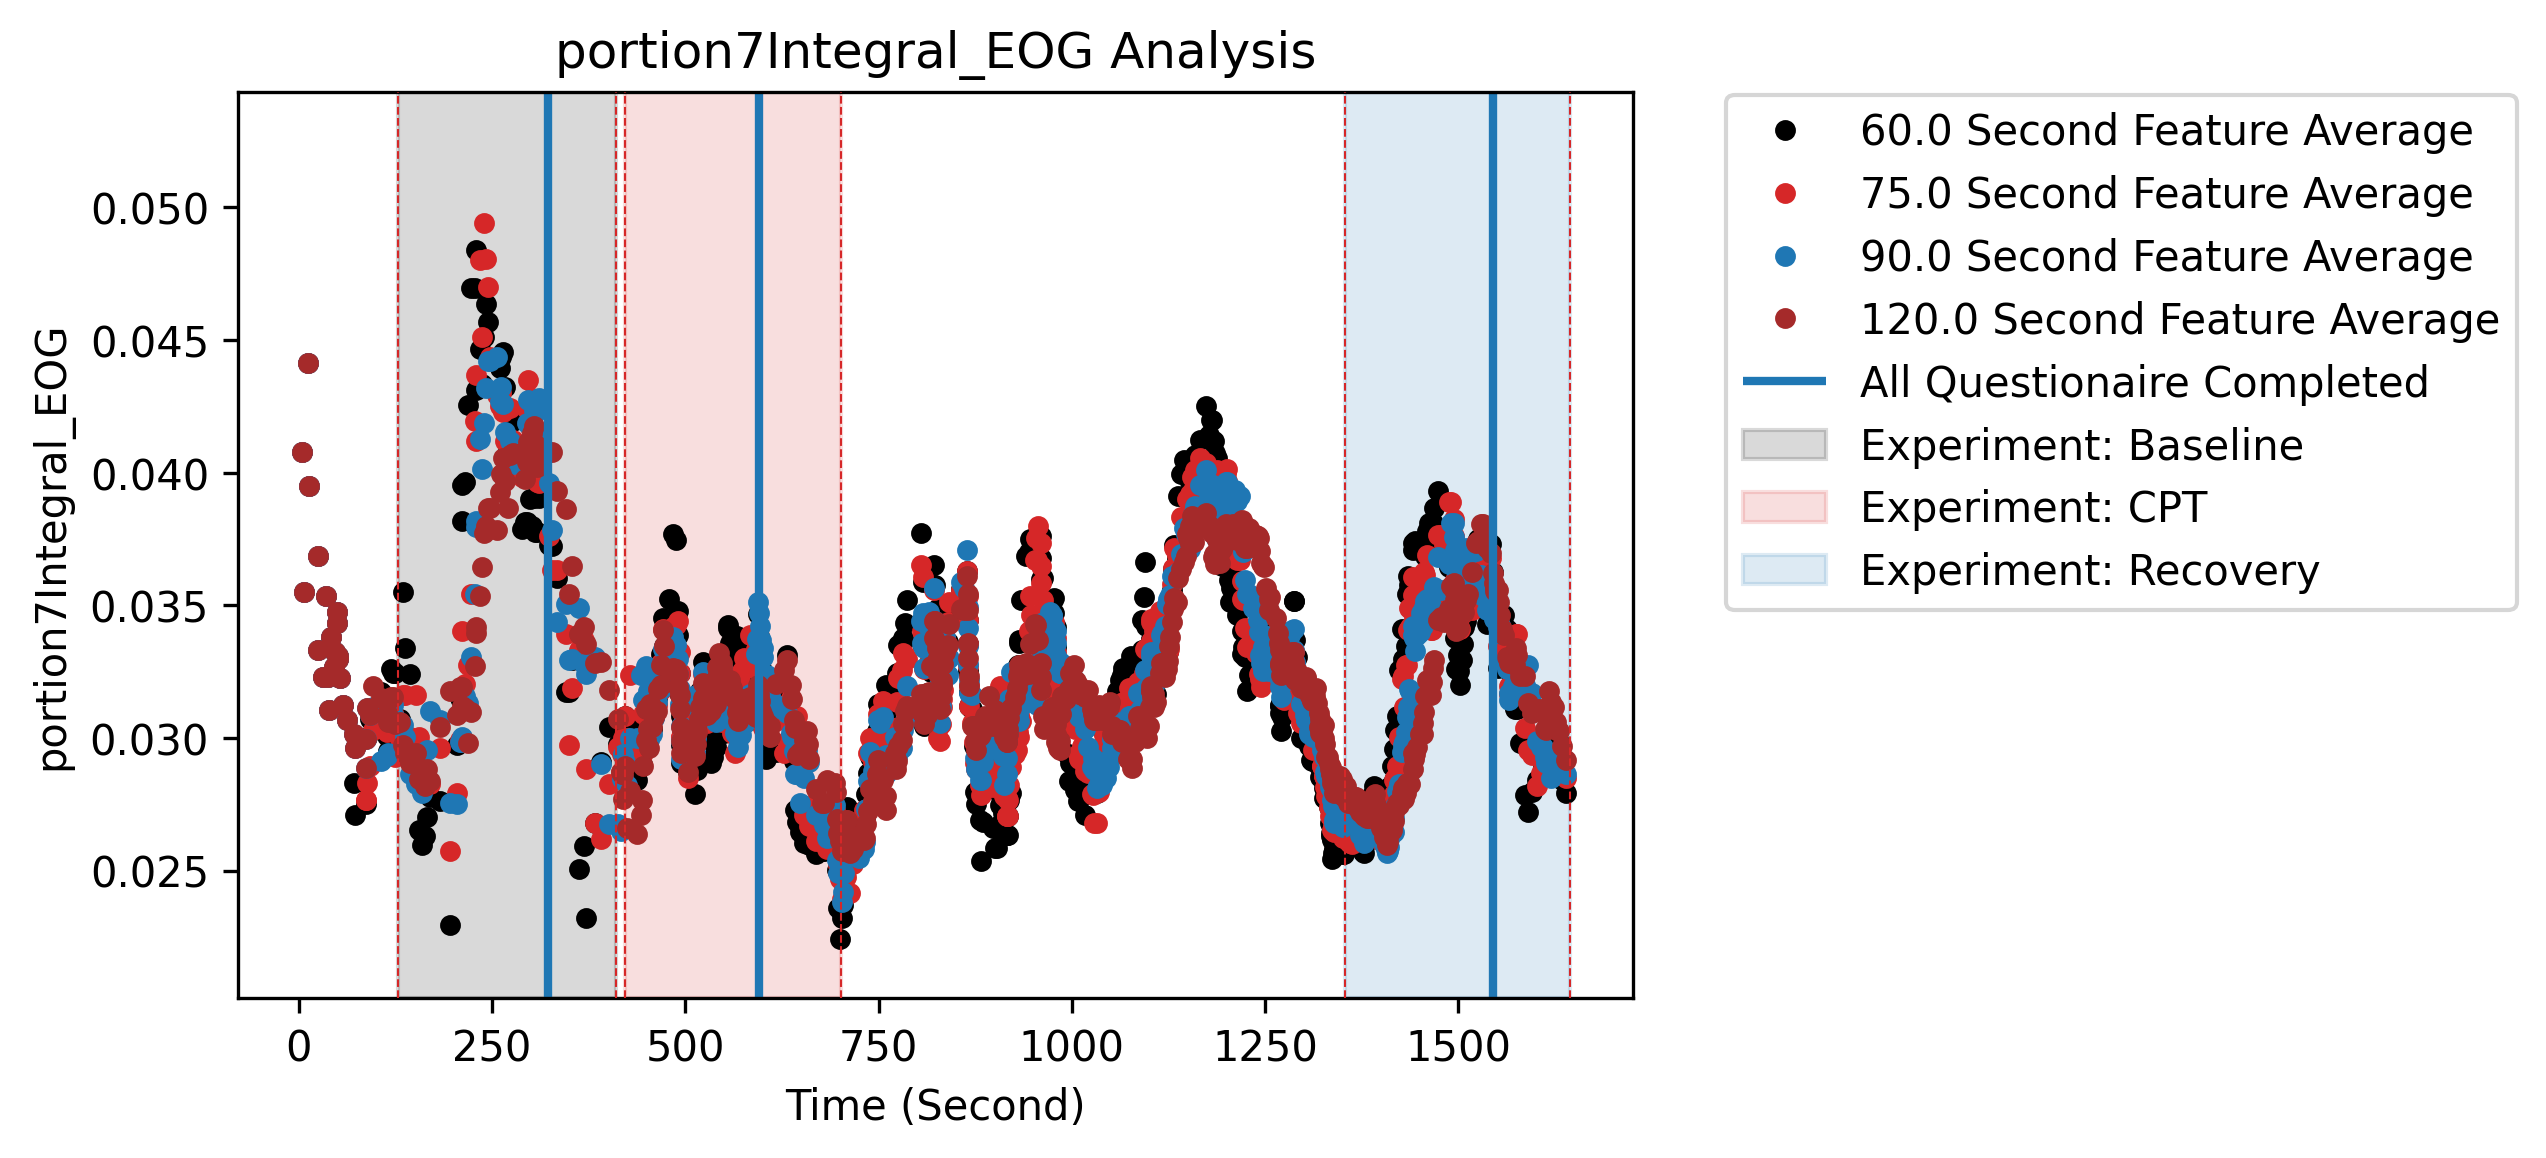 portion7Integral_EOG Analysis
portion7Integral_EOG
0.050
0.045
0.040
0.035
0.030
0.025
0
250
500
750
1000
1250
1500
Time (Second)
60.0 Second Feature Average
75.0 Second Feature Average
90.0 Second Feature Average
120.0 Second Feature Average
All Questionaire Completed
Experiment: Baseline
Experiment: CPT
Experiment: Recovery